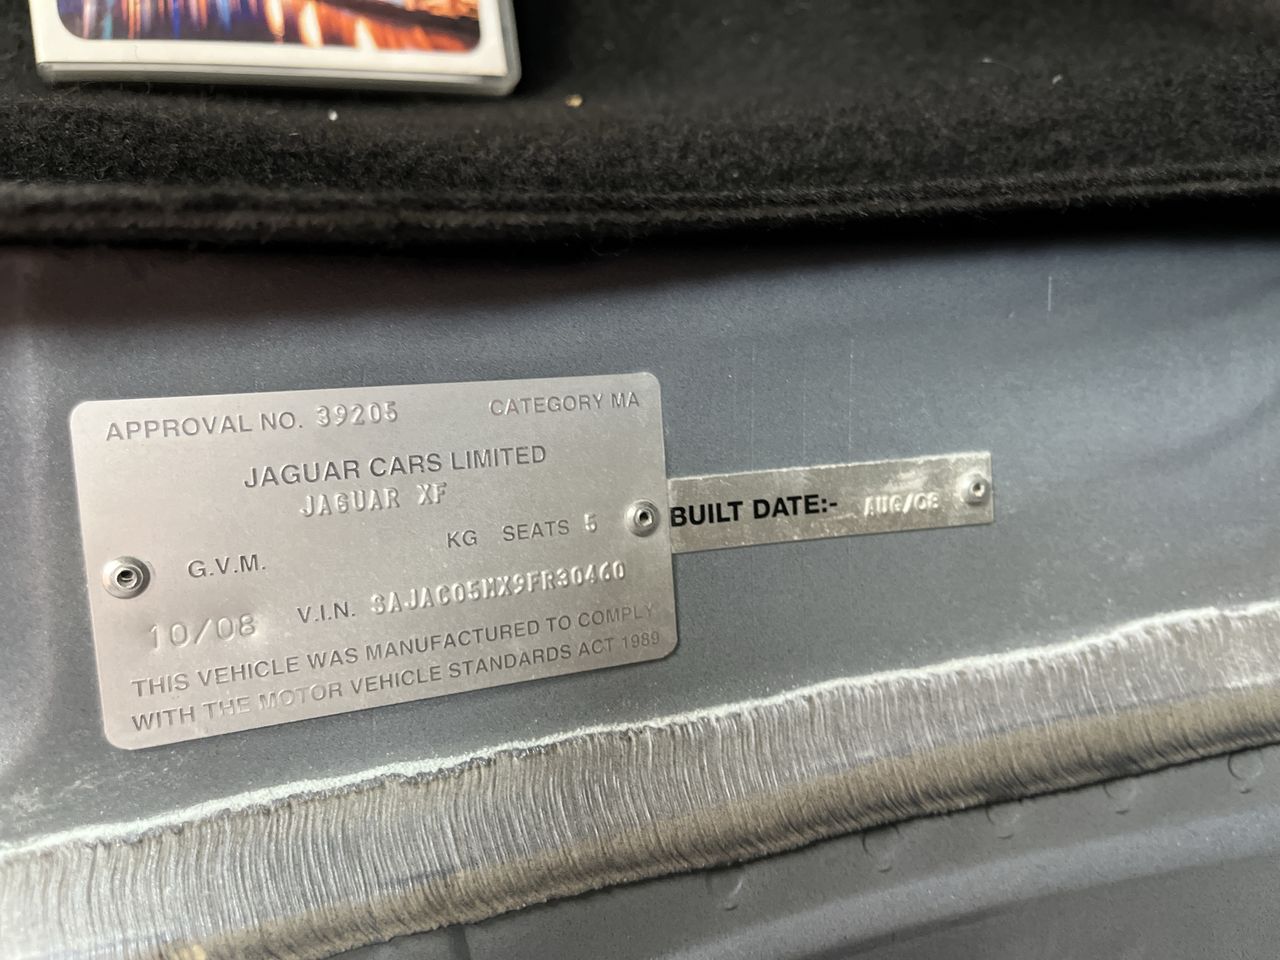 APPROVAL NO. 39205 CATEGORY MA
JAGUAR CARS LIMITED
JAGUAR XF
G.V.M. KG SEATS 5
10/08 V.I.N. SAJAC05MX9FR30460
THIS VEHICLE WAS MANUFACTURED TO COMPLY
WITH THE MOTOR VEHICLE STANDARDS ACT 1989
BUILT DATE:- AUG/08